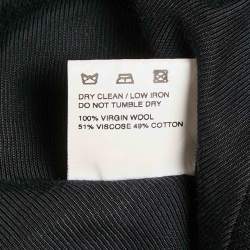 DRY CLEAN / LOW IRON
DO NOT TUMBLE DRY
100% VIRGIN WOOL
51% VISCOSE 49% COTTON